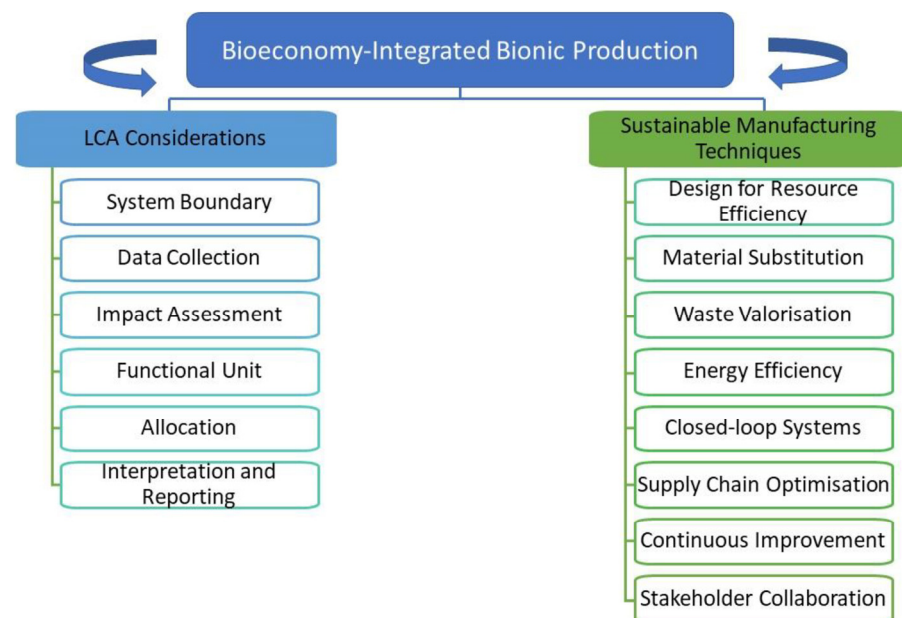 Bioeconomy-Integrated Bionic Production
LCA Considerations
System Boundary
Data Collection
Impact Assessment
Functional Unit
Allocation
Interpretation and
Reporting
Sustainable Manufacturing
Techniques
Design for Resource
Efficiency
Material Substitution
Waste Valorisation
Energy Efficiency
Closed-loop Systems
Supply Chain Optimisation
Continuous Improvement
Stakeholder Collaboration